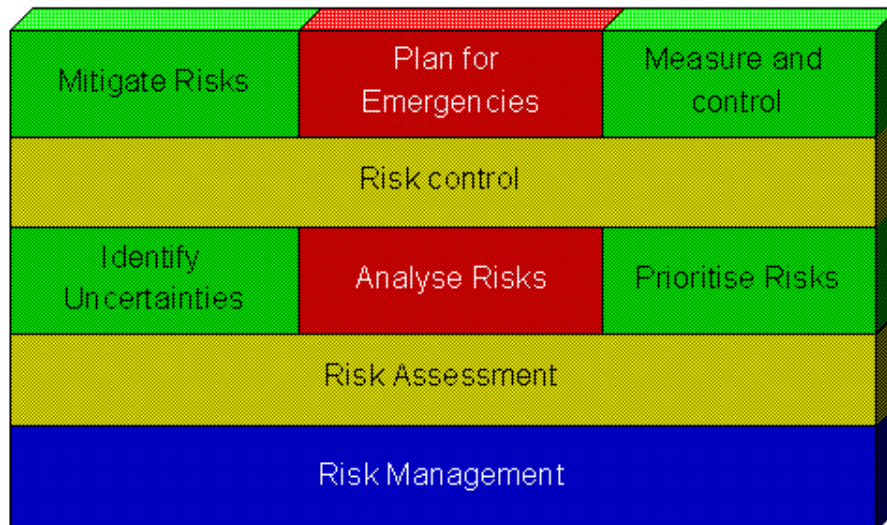 Mitigate Risks
Plan for
Emergencies
Measure and
control
Risk control
Identify
Uncertainties
Analyse Risks
Prioritise Risks
Risk Assessment
Risk Management